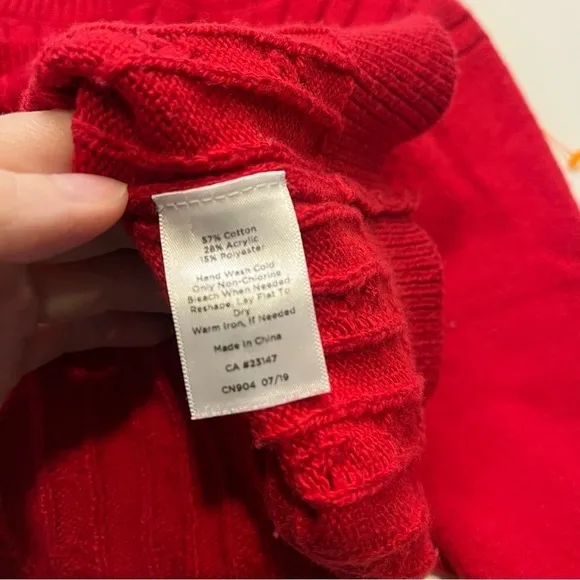 57% Cotton
28% Acrylic
15% Polyester
Hand Wash Cold
Only Non-Chlorine
Bleach When Needed
Reshape, Lay Flat To
Dry
Warm Iron, If Needed
Made In China
CA #23147
CN904 07/19